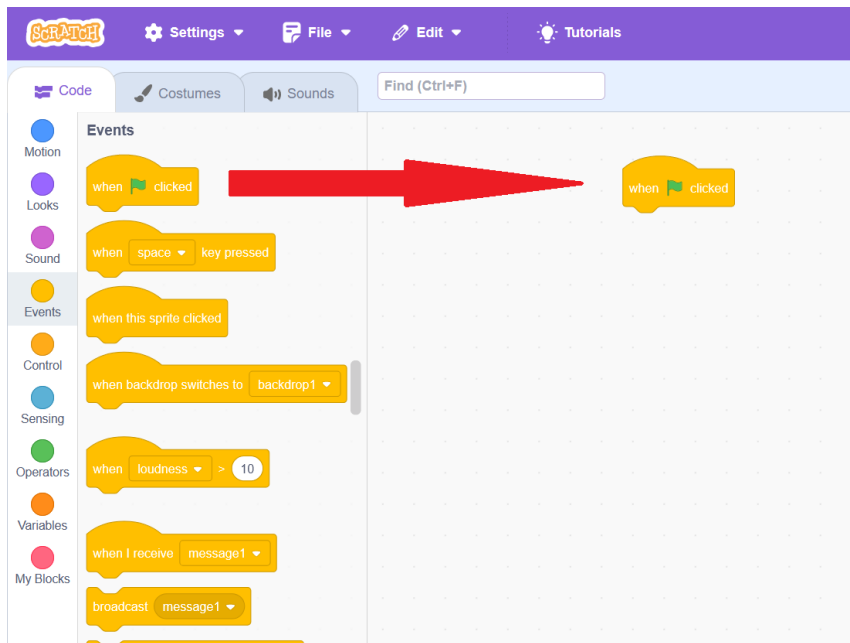 SCRATCH Settings File Edit Tutorials
Code Costumes Sounds Find (Ctrl+F)
Motion
Looks
Sound
Events
Control
Sensing
Operators
Variables
My Blocks
Events
when clicked
when space key pressed
when this sprite clicked
when backdrop switches to backdrop1
when loudness > 10
when I receive message1
broadcast message1
when clicked